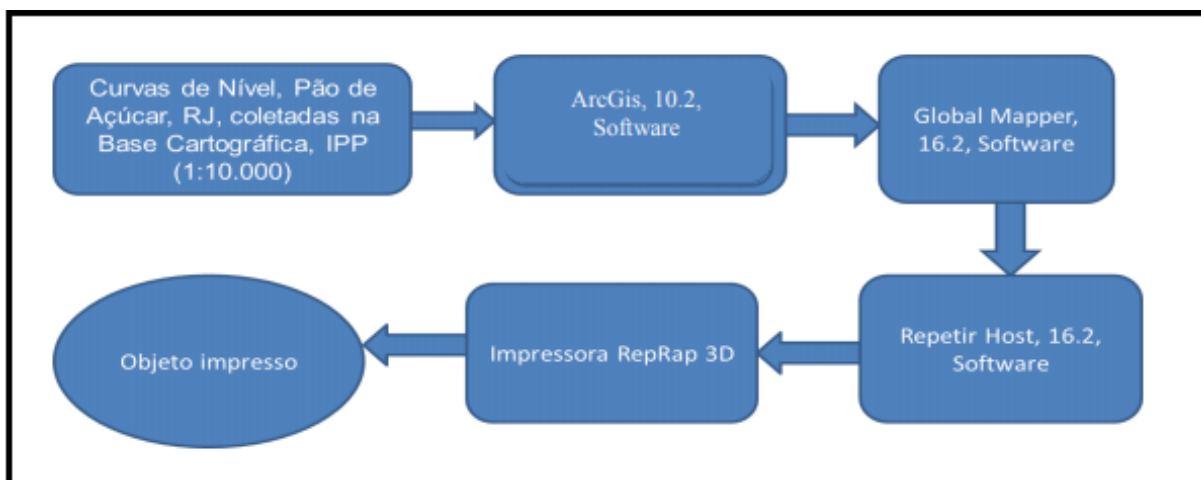 Curvas de Nível, Pão de
Açúcar, RJ, coletadas na
Base Cartográfica, IPP
(1:10.000)
ArcGis, 10.2,
Software
Global Mapper,
16.2, Software
Repetir Host, 16.2,
Software
Impressora RepRap 3D
Objeto impresso